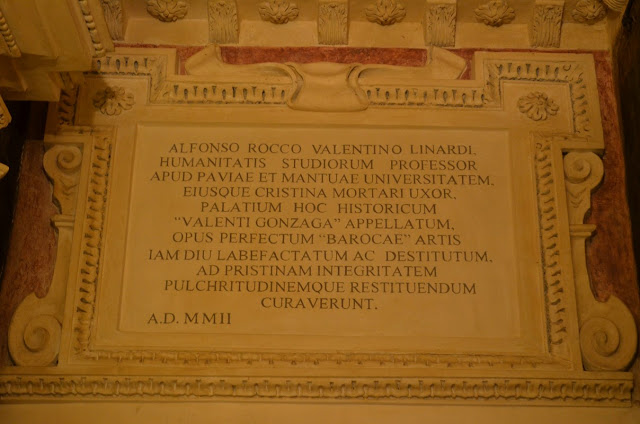 ALFONSO ROCCO VALENTINO LINARDI,
HUMANITATIS STUDIORUM PROFESSOR
APUD PAVIAE ET MANTUAE UNIVERSITATEM,
EIUSQUE CRISTINA MORTARI UXOR,
PALATIUM HOC HISTORICUM
"VALENTI GONZAGA" APPELLATUM,
OPUS PERFECTUM "BAROCAE" ARTIS
IAM DIU LABEFACTATUM AC DESTITUTUM,
AD PRISTINAM INTEGRITATEM
PULCHRITUDINEMQUE RESTITUENDUM
CURAVERUNT.
A.D. MMII